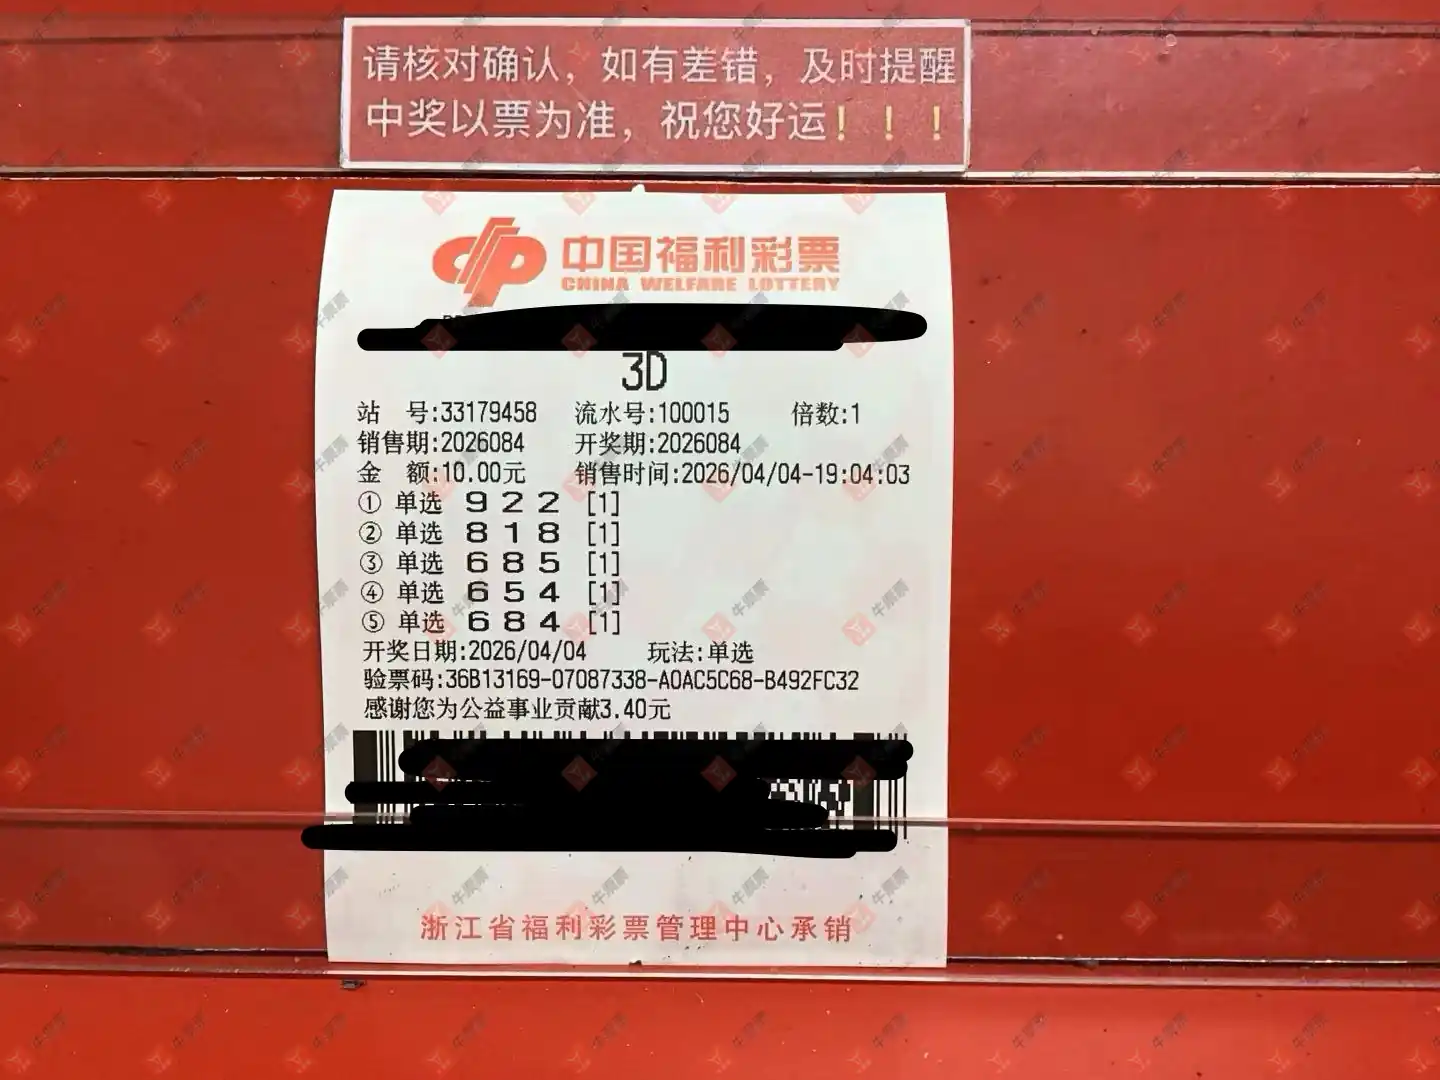 请核对确认，如有差错，及时提醒
中奖以票为准，祝您好运！！！
中国福利彩票
CHINA WELFARE LOTTERY
3D
站 号:33179458 流水号:100015 倍数:1
销售期:2026084 开奖期:2026084
金 额:10.00元 销售时间:2026/04/04-19:04:03
① 单选 9 2 2 [1]
② 单选 8 1 8 [1]
③ 单选 6 8 5 [1]
④ 单选 6 5 4 [1]
⑤ 单选 6 8 4 [1]
开奖日期:2026/04/04 玩法:单选
验票码:36B13169-07087338-A0AC5C68-B492FC32
感谢您为公益事业贡献3.40元
浙江省福利彩票管理中心承销
牛票票